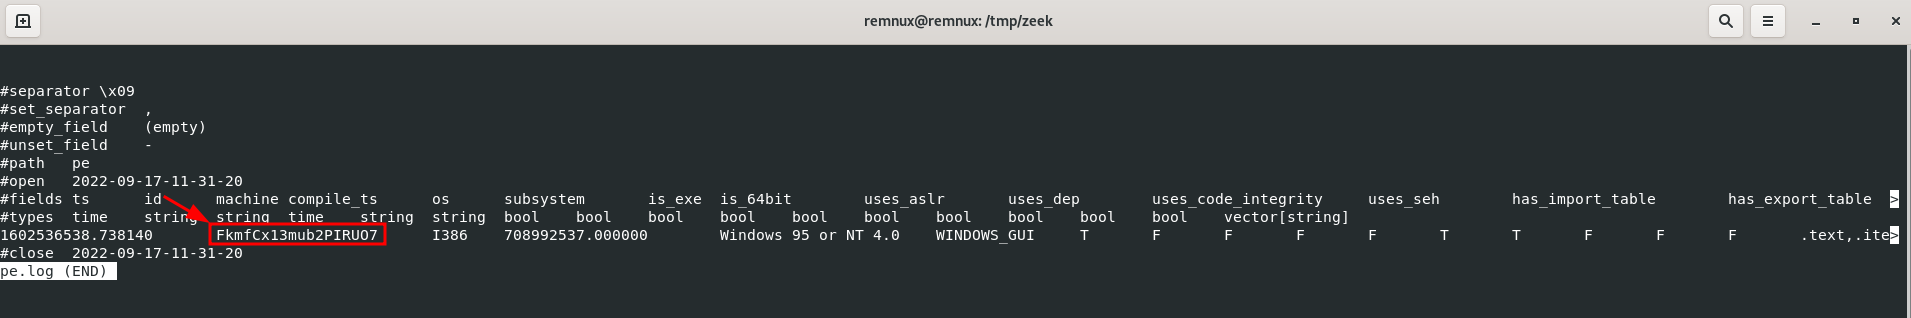 remnux@remnux: /tmp/zeek
#separator \x09
#set_separator  ,
#empty_field    (empty)
#unset_field    -
#path   pe
#open   2022-09-17-11-31-20
#fields ts      id      machine compile_ts      os      subsystem       is_exe  is_64bit        uses_aslr       uses_dep        uses_code_integrity     uses_seh        has_import_table        has_export_table  >
#types  time    string  string  time    string  string  bool    bool    bool    bool    bool    bool    bool    bool    bool    bool    vector[string]
1602536538.738140       FkmfCx13mub2PIRUO7      I386    708992537.000000        Windows 95 or NT 4.0    WINDOWS_GUI     T       F       F       F       F       T       T       F       F       F       .text,.ite>
#close  2022-09-17-11-31-20
pe.log (END)